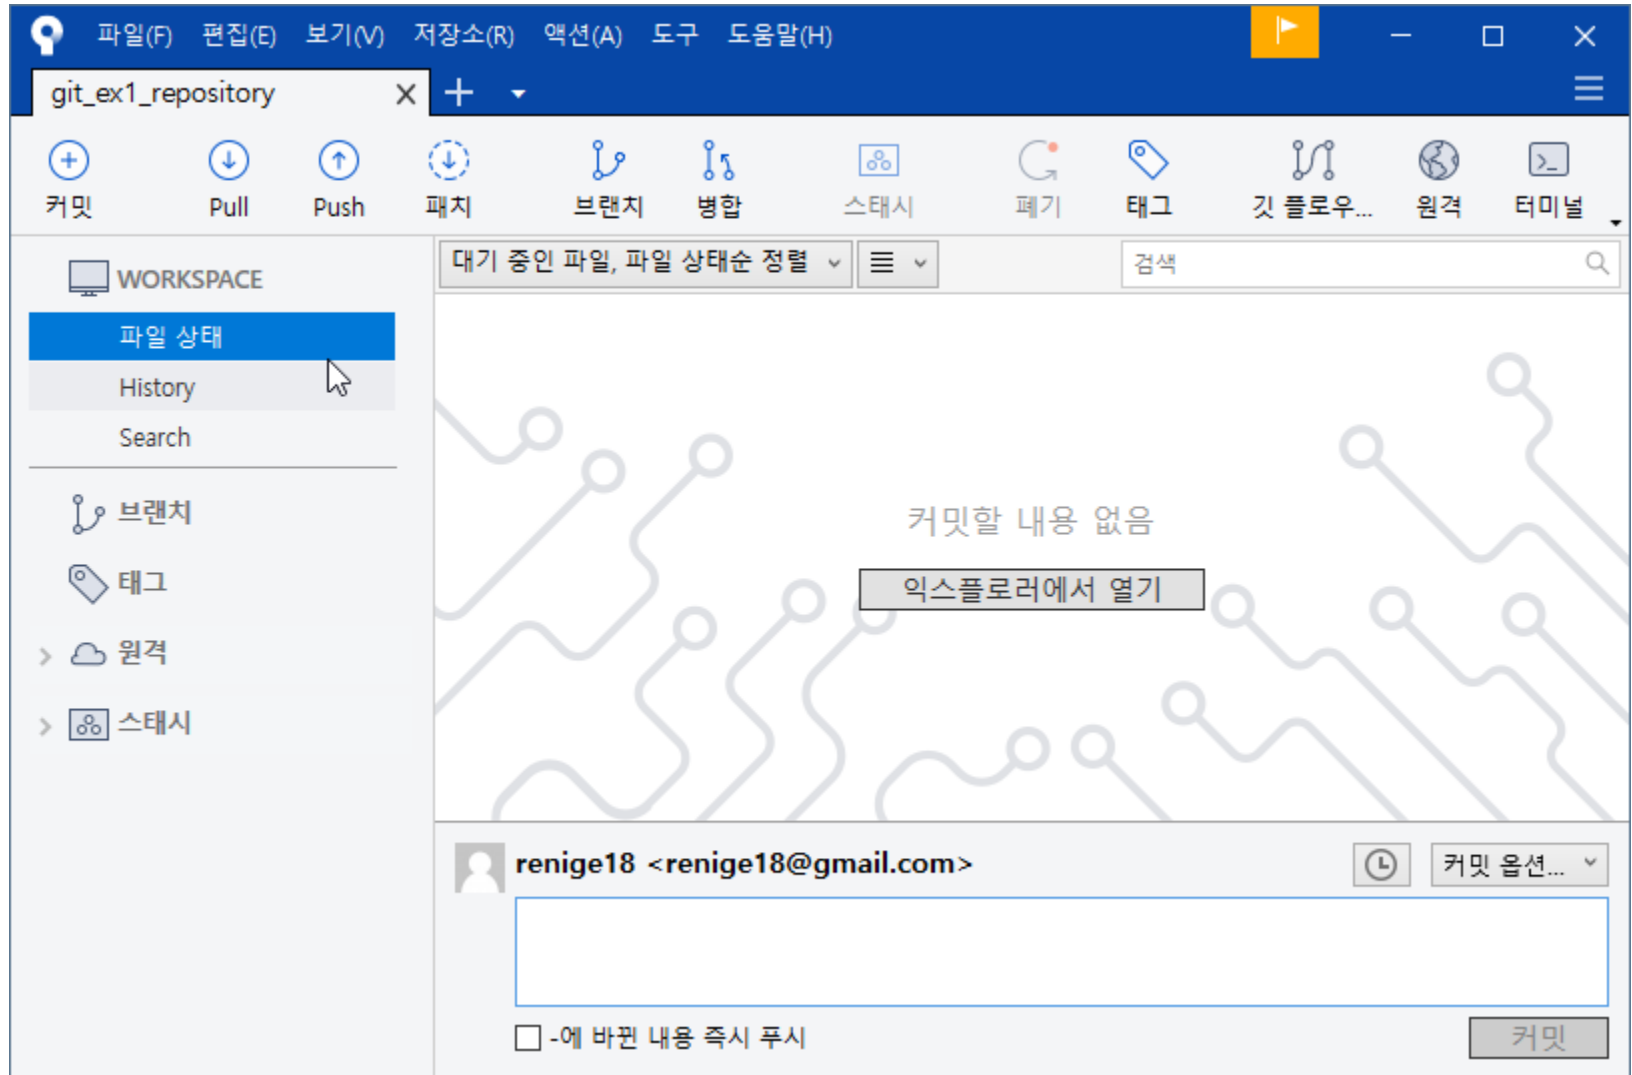 파일(F) 편집(E) 보기(V) 저장소(R) 액션(A) 도구 도움말(H)
git_ex1_repository
커밋 Pull Push 패치 브랜치 병합 스태시 폐기 태그 깃 플로우... 원격 터미널
WORKSPACE
파일 상태
History
Search
브랜치
태그
원격
스태시
대기 중인 파일, 파일 상태순 정렬
검색
커밋할 내용 없음
익스플로러에서 열기
renige18 <renige18@gmail.com>
커밋 옵션...
-에 바뀐 내용 즉시 푸시
커밋